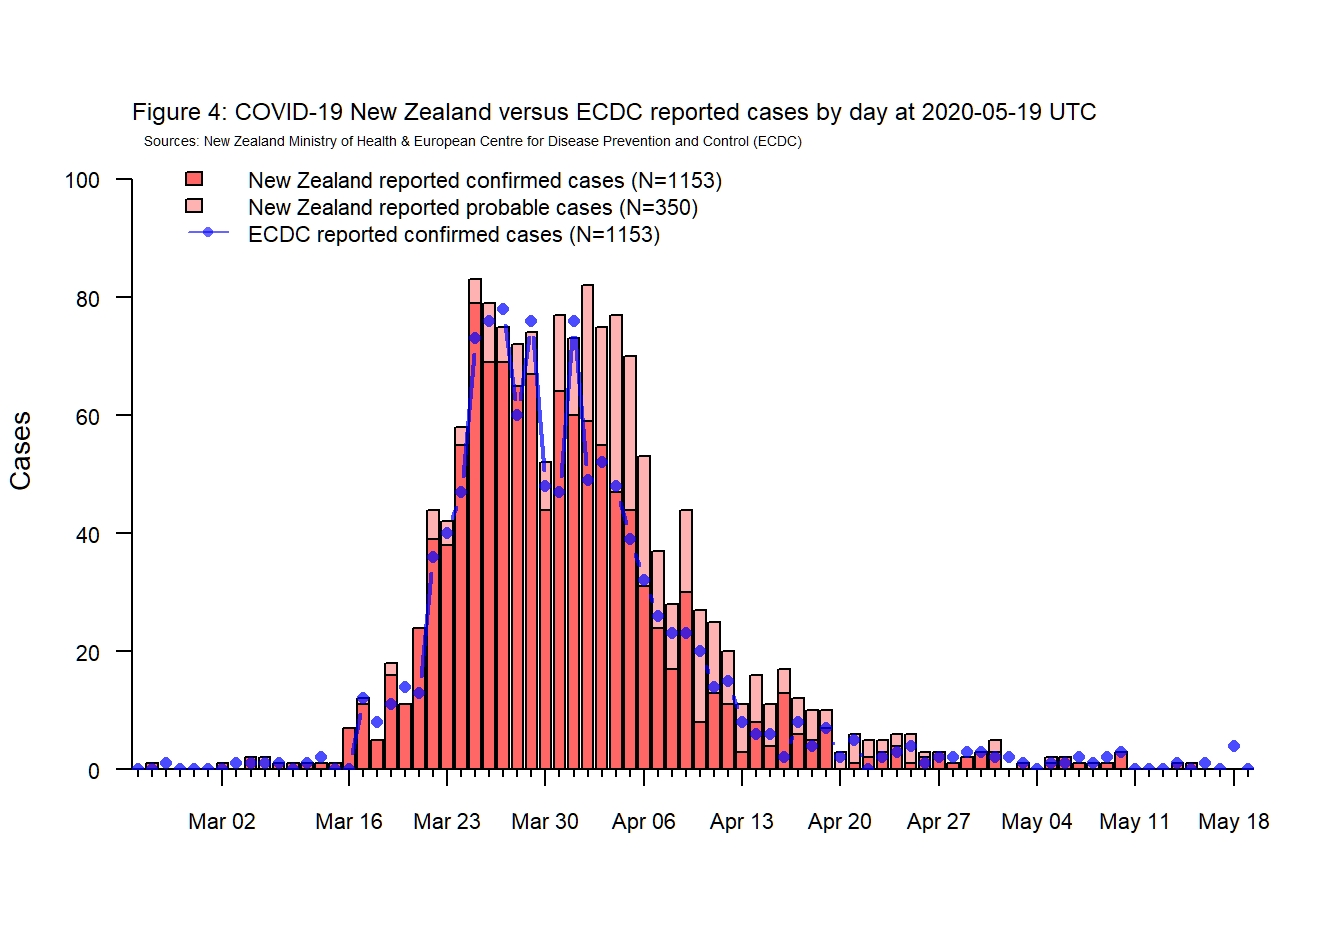 Figure 4: COVID-19 New Zealand versus ECDC reported cases by day at 2020-05-19 UTC
Sources: New Zealand Ministry of Health & European Centre for Disease Prevention and Control (ECDC)
New Zealand reported confirmed cases (N=1153)
New Zealand reported probable cases (N=350)
ECDC reported confirmed cases (N=1153)
100
80
60
40
20
0
Cases
Mar 02 Mar 16 Mar 23 Mar 30 Apr 06 Apr 13 Apr 20 Apr 27 May 04 May 11 May 18